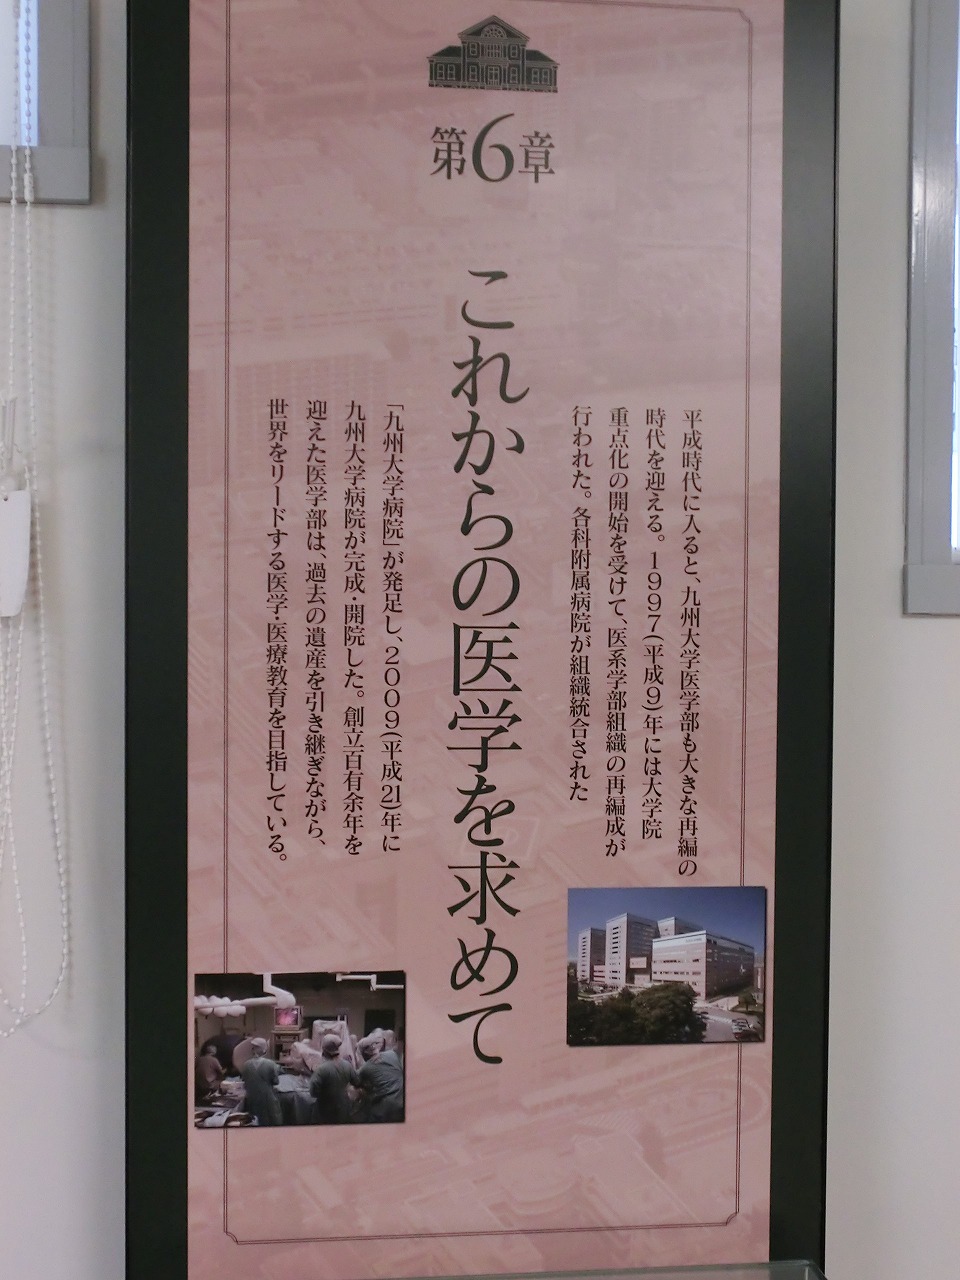 第6章
これからの医学を求めて
平成時代に入ると、九州大学医学部も大きな再編の
時代を迎える。1997(平成9)年には大学院
重点化の開始を受けて、医系学部組織の再編成が
行われた。各科附属病院が組織統合された
「九州大学病院」が発足し、2009(平成21)年に
九州大学病院が完成・開院した。創立百有余年を
迎えた医学部は、過去の遺産を引き継ぎながら、
世界をリードする医学・医療教育を目指している。